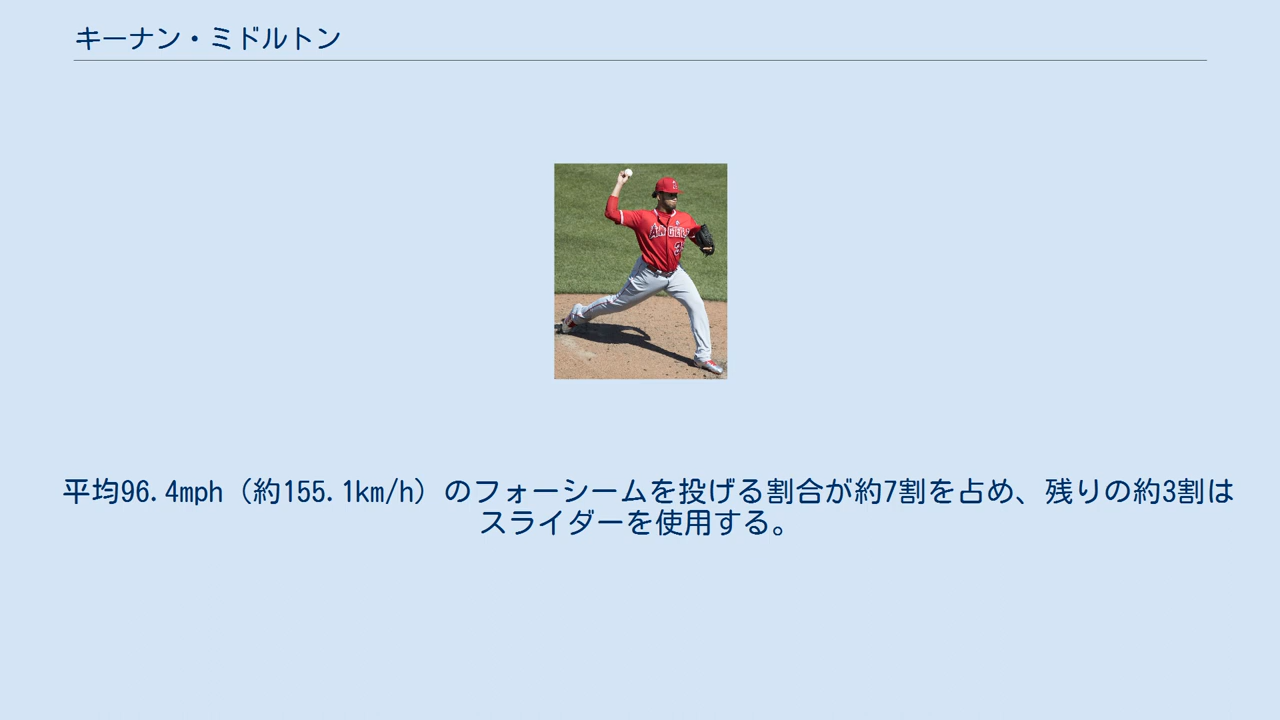 キーナン・ミドルトン
ANGELS
3
平均96.4mph（約155.1km/h）のフォーシームを投げる割合が約7割を占め、残りの約3割は
スライダーを使用する。